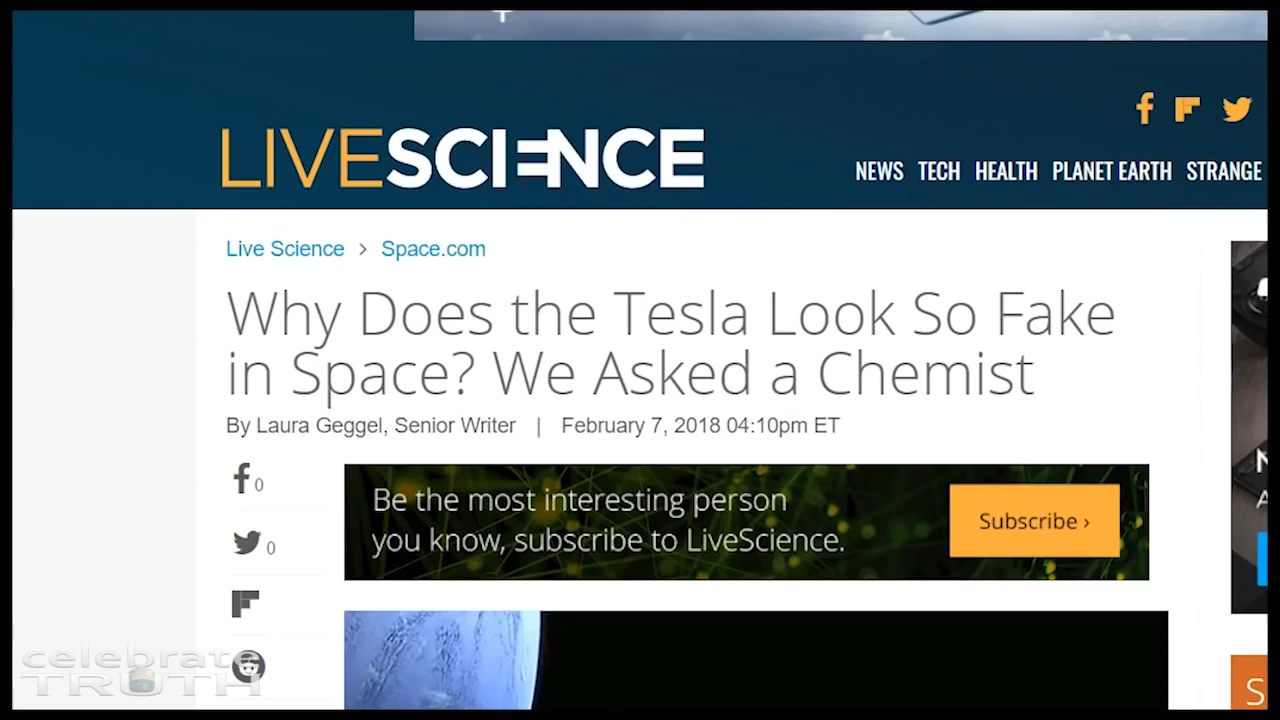 LIVESCIENCE
NEWS TECH HEALTH PLANET EARTH STRANGE
Live Science > Space.com
Why Does the Tesla Look So Fake
in Space? We Asked a Chemist
By Laura Geggel, Senior Writer | February 7, 2018 04:10pm ET
0
Be the most interesting person
you know, subscribe to LiveScience.
Subscribe ›
0
celebrate
TRUTH